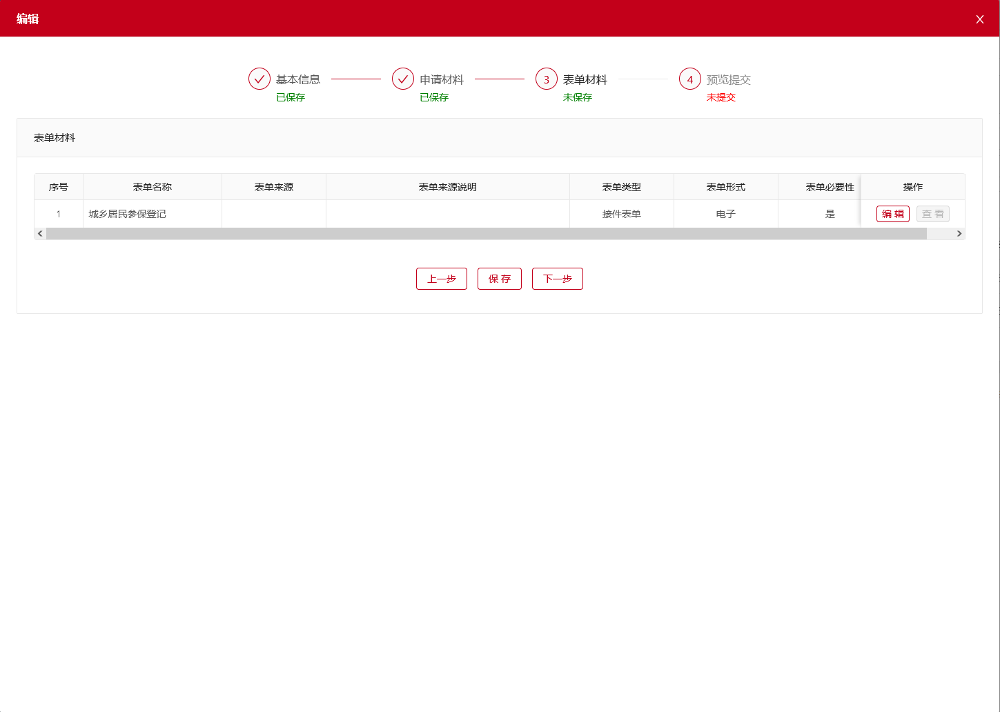 编辑
基本信息
已保存
申请材料
已保存
3
表单材料
未保存
4
预览提交
未提交
表单材料
序号 表单名称 表单来源 表单来源说明 表单类型 表单形式 表单必要性 操作
1 城乡居民参保登记 接件表单 电子 是 编 辑 查 看
上一步 保 存 下一步